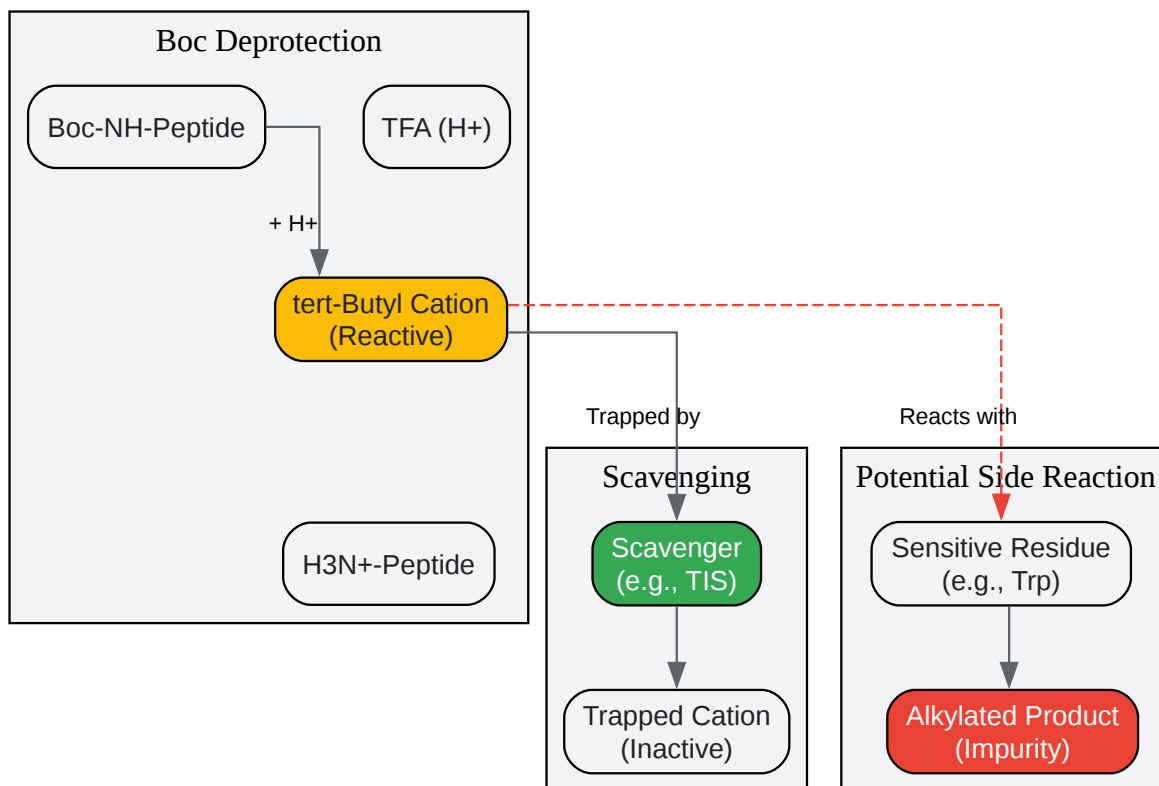 Boc Deprotection
Boc-NH-Peptide
TFA (H+)
+ H+
tert-Butyl Cation
(Reactive)
Trapped by
Reacts with
Scavenging
Potential Side Reaction
Scavenger
(e.g., TIS)
Sensitive Residue
(e.g., Trp)
H3N+-Peptide
Trapped Cation
(Inactive)
Alkylated Product
(Impurity)